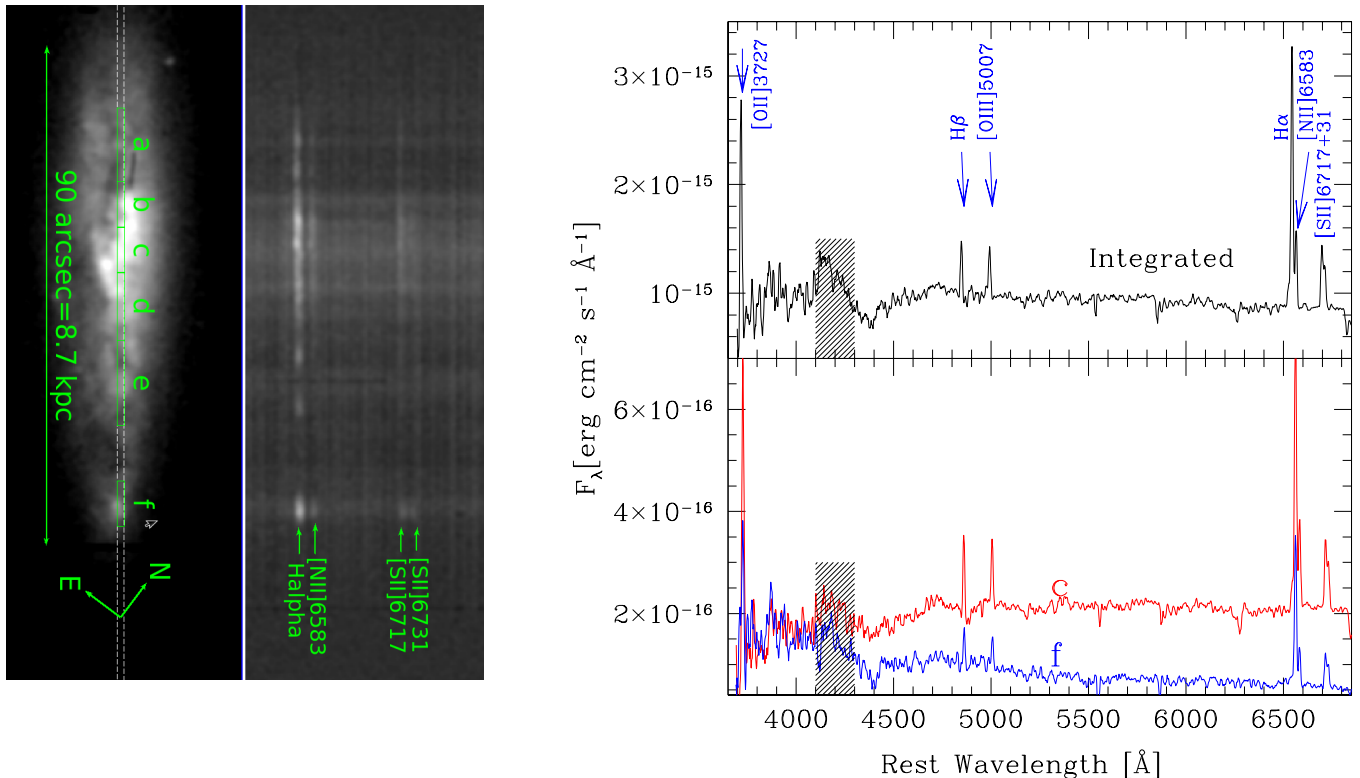 90 arcsec=8.7 kpc
a
b
c
d
e
f
N
E
Halpha
[NII]6583
[SII]6717
[SII]6731
F_λ[erg cm⁻² s⁻¹ Å⁻¹]
3×10⁻¹⁵
2×10⁻¹⁵
10⁻¹⁵
[OII]3727
Hβ
[OIII]5007
Hα
[NII]6583
[SII]6717+31
Integrated
6×10⁻¹⁶
4×10⁻¹⁶
2×10⁻¹⁶
c
f
4000 4500 5000 5500 6000 6500
Rest Wavelength [Å]